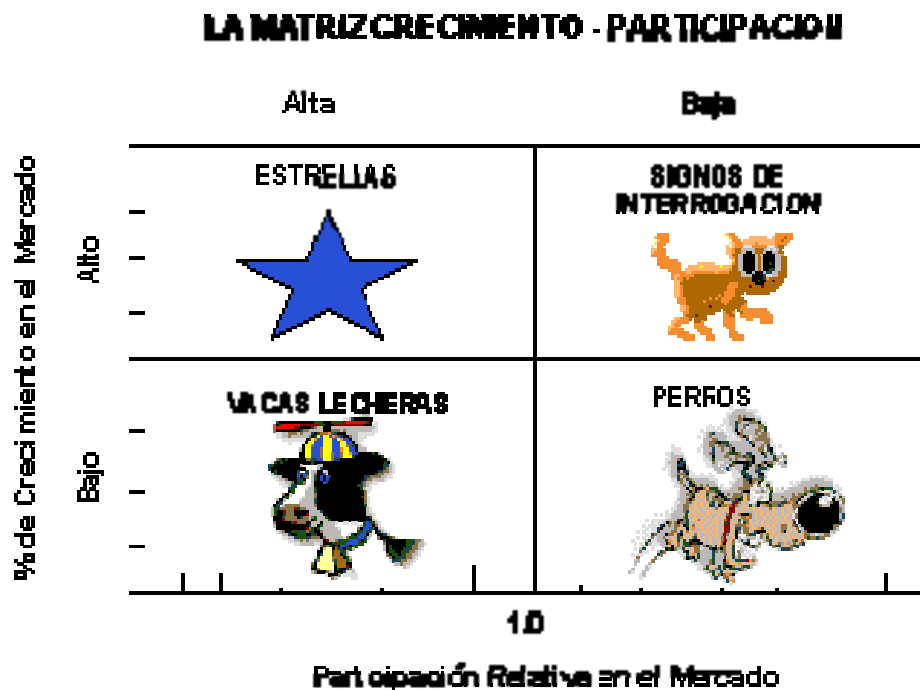 LA MATRIZ CRECIMIENTO - PARTICIPACION
Alta
Baja
% de Crecimiento en el Mercado
Alto
Bajo
ESTRELLAS
SIGNOS DE
INTERROGACION
VACAS LECHERAS
PERROS
1.0
Participación Relativa en el Mercado